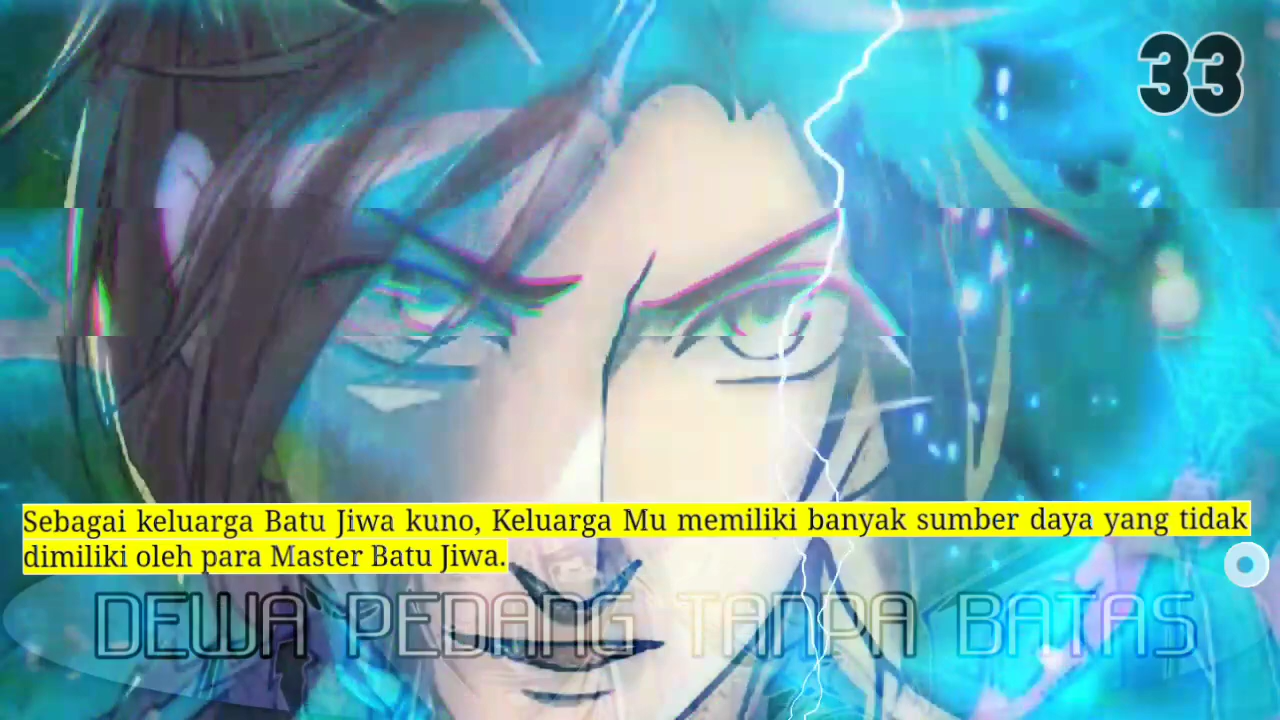 33
Sebagai keluarga Batu Jiwa kuno, Keluarga Mu memiliki banyak sumber daya yang tidak
dimiliki oleh para Master Batu Jiwa.
DEWA PEDANG TANPA BATAS